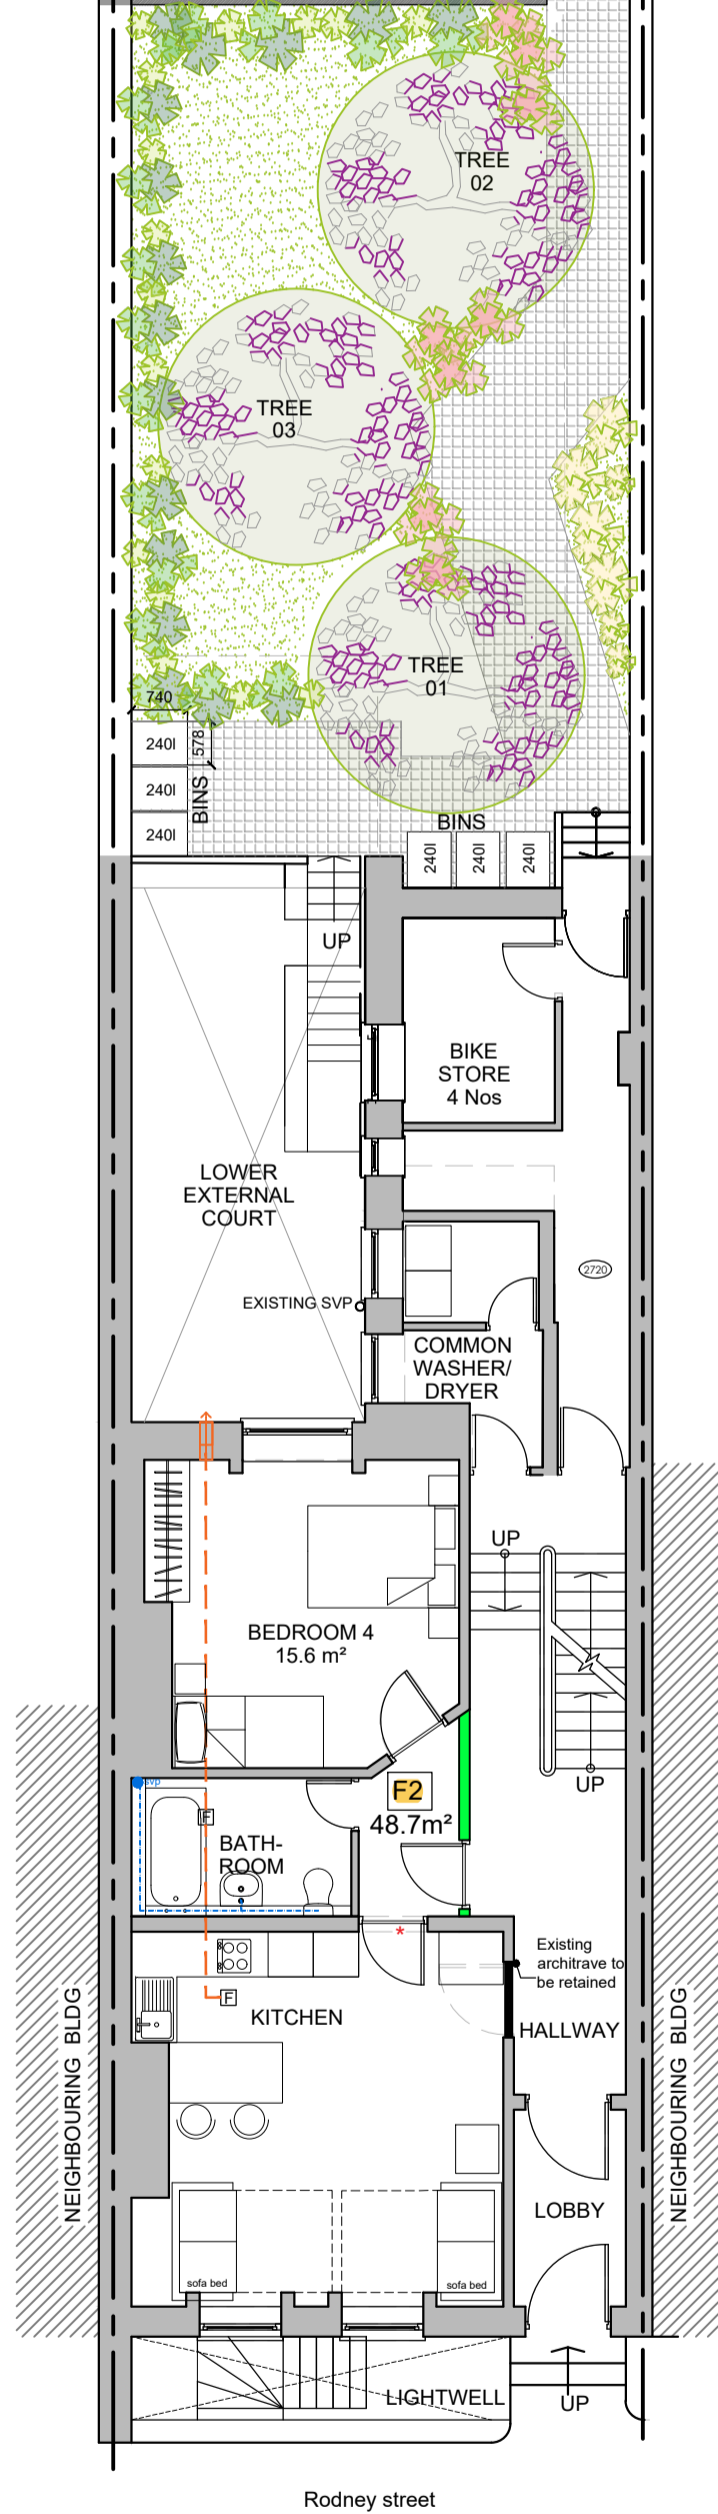 TREE
02
TREE
03
TREE
01
740
578
240l
240l
240l
BINS
BINS
240l
240l
240l
UP
BIKE
STORE
4 Nos
LOWER
EXTERNAL
COURT
2720
EXISTING SVP
COMMON
WASHER/
DRYER
UP
BEDROOM 4
15.6 m²
UP
svp
F2
48.7m²
F
BATH-
ROOM
*
Existing
architrave to
be retained
F
KITCHEN
HALLWAY
NEIGHBOURING BLDG
NEIGHBOURING BLDG
LOBBY
sofa bed
sofa bed
LIGHTWELL
UP
Rodney street